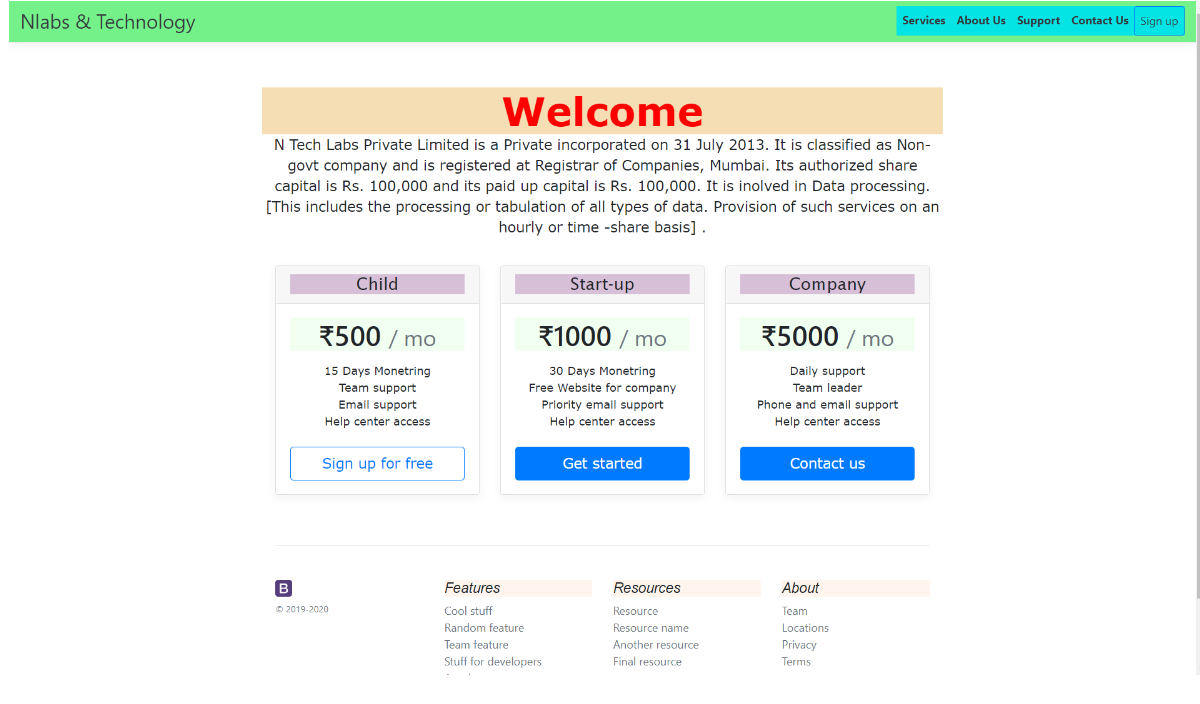 Nlabs & Technology
Services About Us Support Contact Us Sign up
Welcome
N Tech Labs Private Limited is a Private incorporated on 31 July 2013. It is classified as Non-
govt company and is registered at Registrar of Companies, Mumbai. Its authorized share
capital is Rs. 100,000 and its paid up capital is Rs. 100,000. It is inolved in Data processing.
[This includes the processing or tabulation of all types of data. Provision of such services on an
hourly or time -share basis] .
Child
₹500 / mo
15 Days Monetring
Team support
Email support
Help center access
Sign up for free
Start-up
₹1000 / mo
30 Days Monetring
Free Website for company
Priority email support
Help center access
Get started
Company
₹5000 / mo
Daily support
Team leader
Phone and email support
Help center access
Contact us
B
© 2019-2020
Features
Cool stuff
Random feature
Team feature
Stuff for developers
Resources
Resource
Resource name
Another resource
Final resource
About
Team
Locations
Privacy
Terms